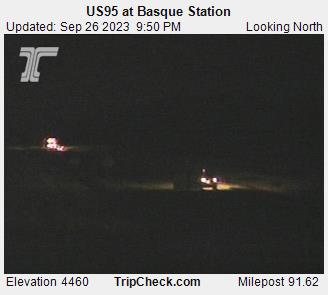 US95 at Basque Station
Updated: Sep 26 2023  9:50 PM
Looking North
Elevation 4460
TripCheck.com
Milepost 91.62